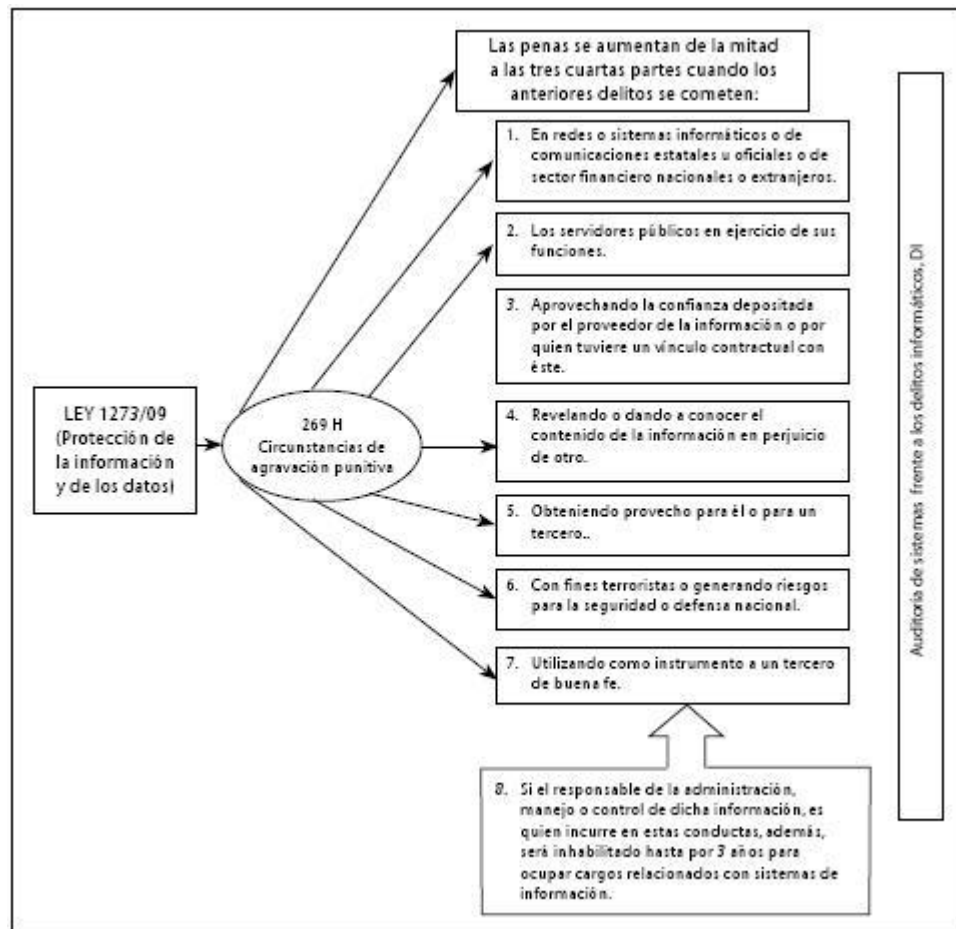 Las penas se aumentan de la mitad
a las tres cuartas partes cuando los
anteriores delitos se cometen:
1. En redes o sistemas informáticos o de
comunicaciones estatales u oficiales o de
sector financiero nacionales o extranjeros.
2. Los servidores públicos en ejercicio de sus
funciones.
3. Aprovechando la confianza depositada
por el proveedor de la información o por
quien tuviere un vínculo contractual con
éste.
LEY 1273/09
(Protección de
la información
y de los datos)
269 H
Circunstancias de
agravación punitiva
4. Revelando o dando a conocer el
contenido de la información en perjuicio
de otro.
5. Obteniendo provecho para él o para un
tercero..
6. Con fines terroristas o generando riesgos
para la seguridad o defensa nacional.
7. Utilizando como instrumento a un tercero
de buena fe.
8. Si el responsable de la administración,
manejo o control de dicha información, es
quien incurre en estas conductas, además,
será inhabilitado hasta por 3 años para
ocupar cargos relacionados con sistemas de
información.
Auditoría de sistemas frente a los delitos informáticos, DI